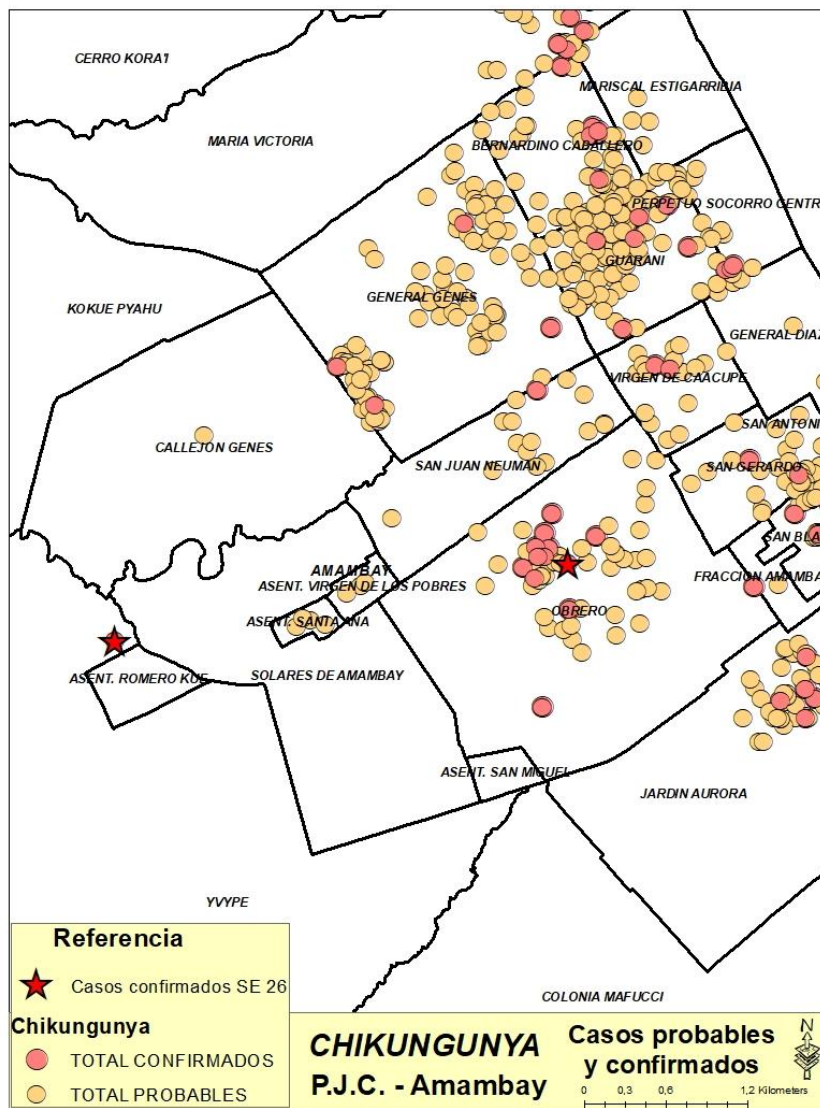 CERRO KORA'I
MARISCAL ESTIGARRIBIA
MARIA VICTORIA
BERNARDINO CABALLERO
PERPETUO SOCORRO CENTR
GUARANI
GENERAL GENES
KOKUE PYAHU
GENERAL DIAZ
VIRGEN DE CAACUPE
SAN ANTONI
CALLEJON GENES
SAN JUAN NEUMAN
SAN GERARDO
SAN BLA
AMAMBAY
FRACCION AMAMBA
ASENT. VIRGEN DE LOS POBRES
OBRERO
ASENT. SANTA ANA
ASENT. ROMERO KUE
SOLARES DE AMAMBAY
ASENT. SAN MIGUEL
JARDIN AURORA
YVYPE
COLONIA MAFUCCI
Referencia
Casos confirmados SE 26
Chikungunya
TOTAL CONFIRMADOS
TOTAL PROBABLES
CHIKUNGUNYA
P.J.C. - Amambay
Casos probables
y confirmados
N
0 0,3 0,6 1,2 Kilometers